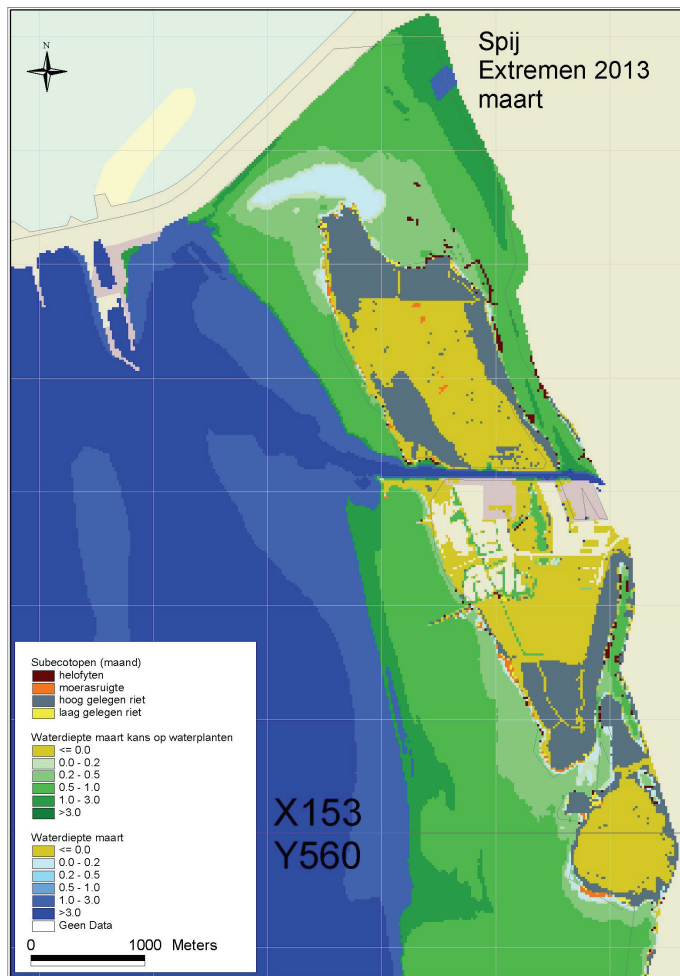 N
Spij
Extremen 2013
maart
Subecotopen (maand)
helofyten
moerasruigte
hoog gelegen riet
laag gelegen riet
Waterdiepte maart kans op waterplanten
<= 0.0
0.0 - 0.2
0.2 - 0.5
0.5 - 1.0
1.0 - 3.0
>3.0
Waterdiepte maart
<= 0.0
0.0 - 0.2
0.2 - 0.5
0.5 - 1.0
1.0 - 3.0
>3.0
Geen Data
0 1000 Meters
X153
Y560